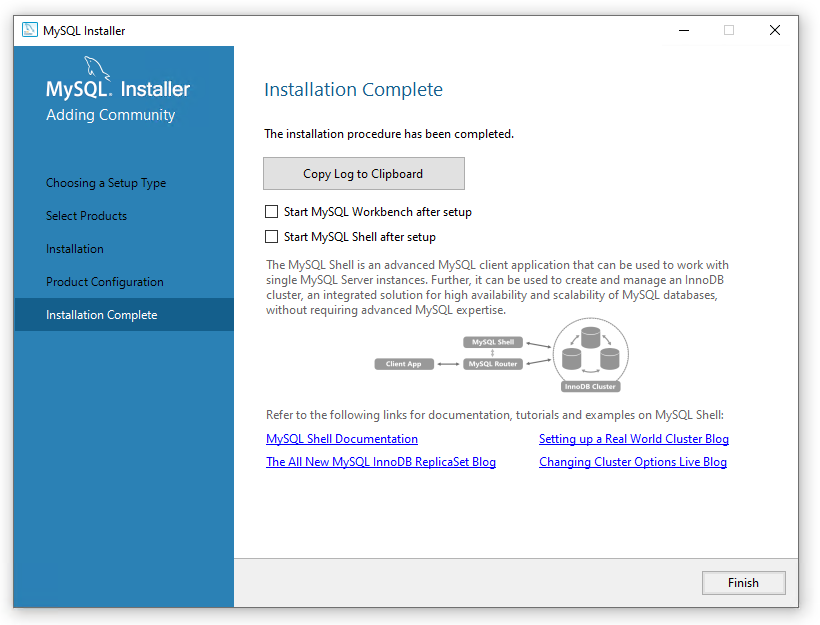 MySQL Installer
MySQL. Installer
Adding Community
Choosing a Setup Type
Select Products
Installation
Product Configuration
Installation Complete
Installation Complete
The installation procedure has been completed.
Copy Log to Clipboard
Start MySQL Workbench after setup
Start MySQL Shell after setup
The MySQL Shell is an advanced MySQL client application that can be used to work with
single MySQL Server instances. Further, it can be used to create and manage an InnoDB
cluster, an integrated solution for high availability and scalability of MySQL databases,
without requiring advanced MySQL expertise.
MySQL Shell
Client App
MySQL Router
InnoDB Cluster
Refer to the following links for documentation, tutorials and examples on MySQL Shell:
MySQL Shell Documentation
Setting up a Real World Cluster Blog
The All New MySQL InnoDB ReplicaSet Blog
Changing Cluster Options Live Blog
Finish